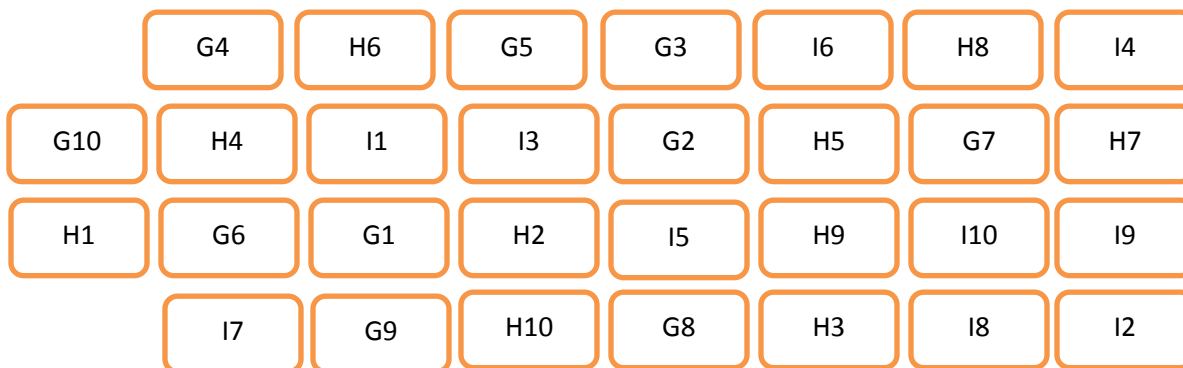 G4 H6 G5 G3 I6 H8 I4
G10 H4 I1 I3 G2 H5 G7 H7
H1 G6 G1 H2 I5 H9 I10 I9
I7 G9 H10 G8 H3 I8 I2